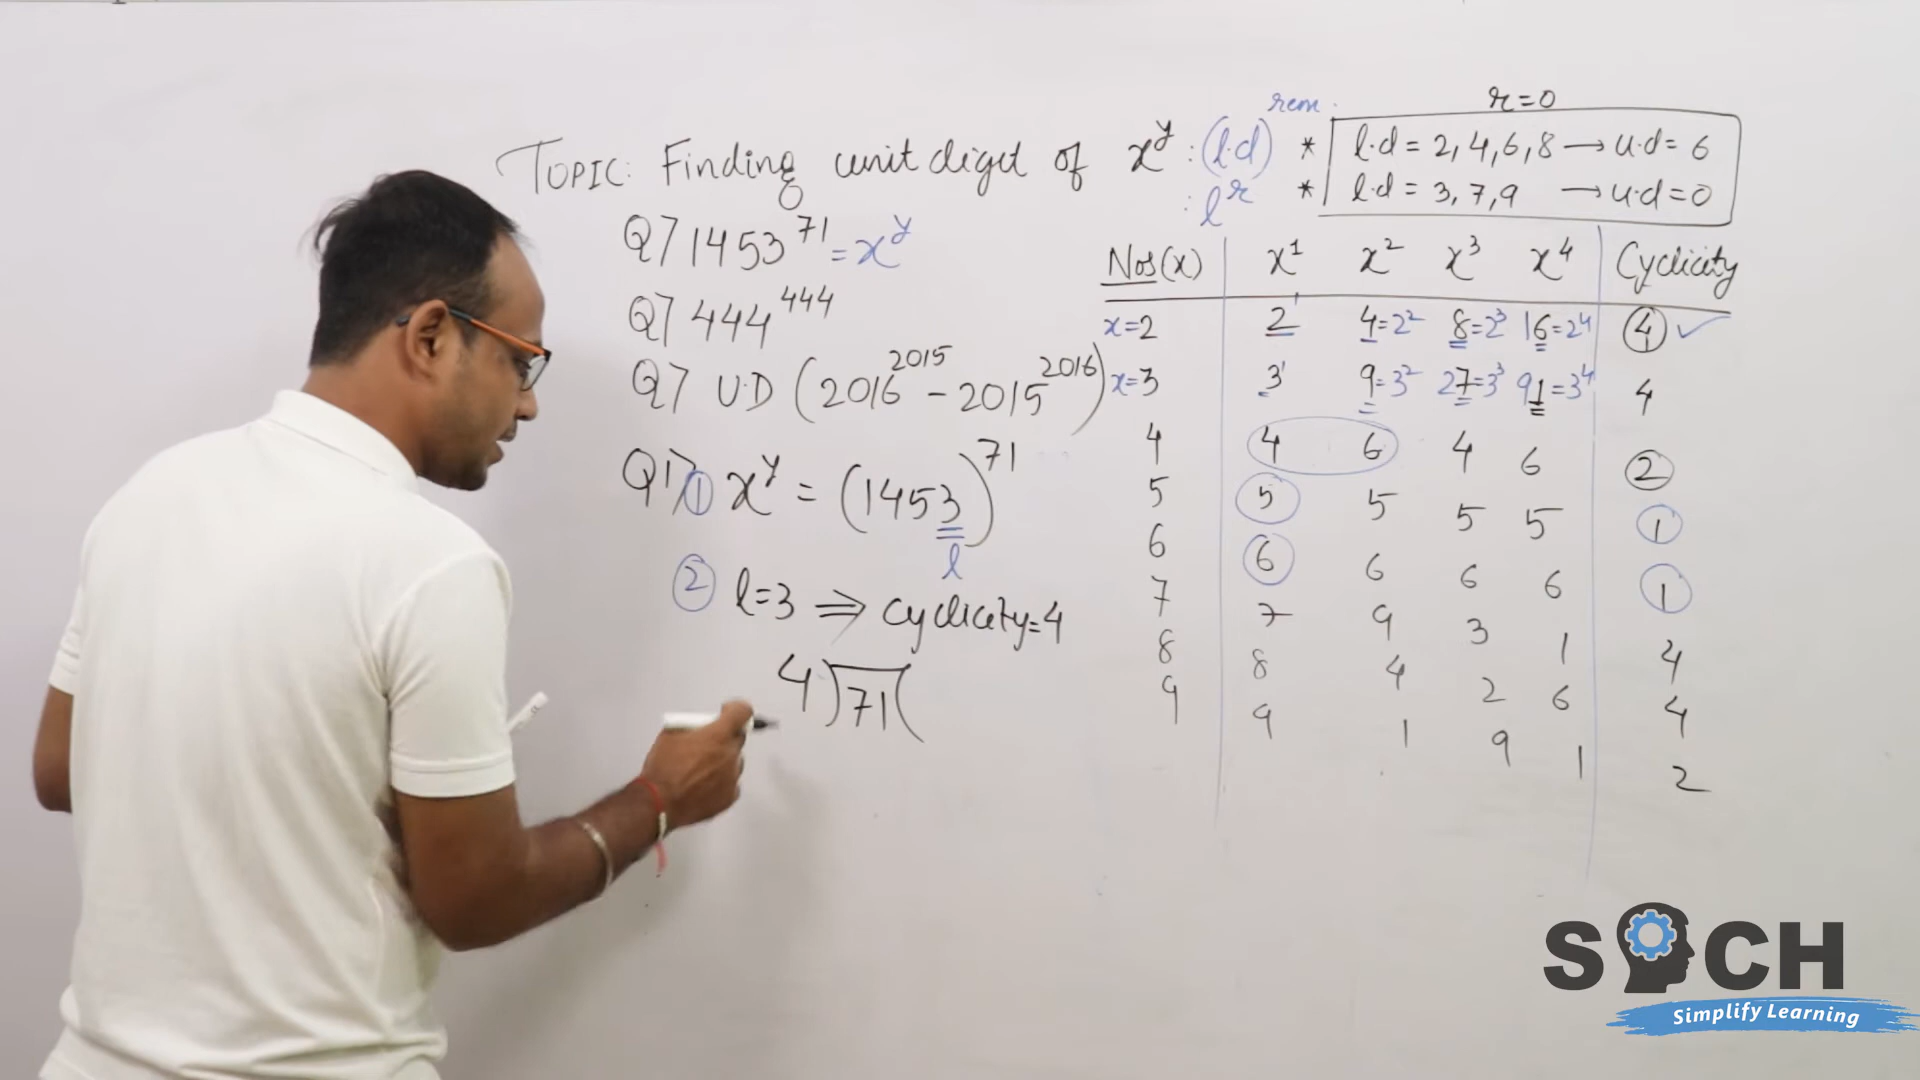 rem.
r=0
TOPIC: Finding unit digit of x^y : (l·d) * l·d = 2,4,6,8 → u·d = 6
: l^r * l·d = 3,7,9 → u·d=0
Q7 1453^71 = x^y
Q7 444^444
Q7 U·D (2016^2015 - 2015^2016)
Q17 ① x^y = (1453)^71
l
② l=3 ⇒ cyclicity=4
4)71(
Nos(x) x^1 x^2 x^3 x^4 Cyclicity
x=2 2' 4=2^2 8=2^3 16=2^4 4 ✓
x=3 3' 9=3^2 27=3^3 91=3^4 4
4 4 6 4 6 2
5 5 5 5 5 1
6 6 6 6 6 1
7 7 9 3 1 4
8 8 4 2 6 4
9 9 1 9 1 2
SOCH
Simplify Learning